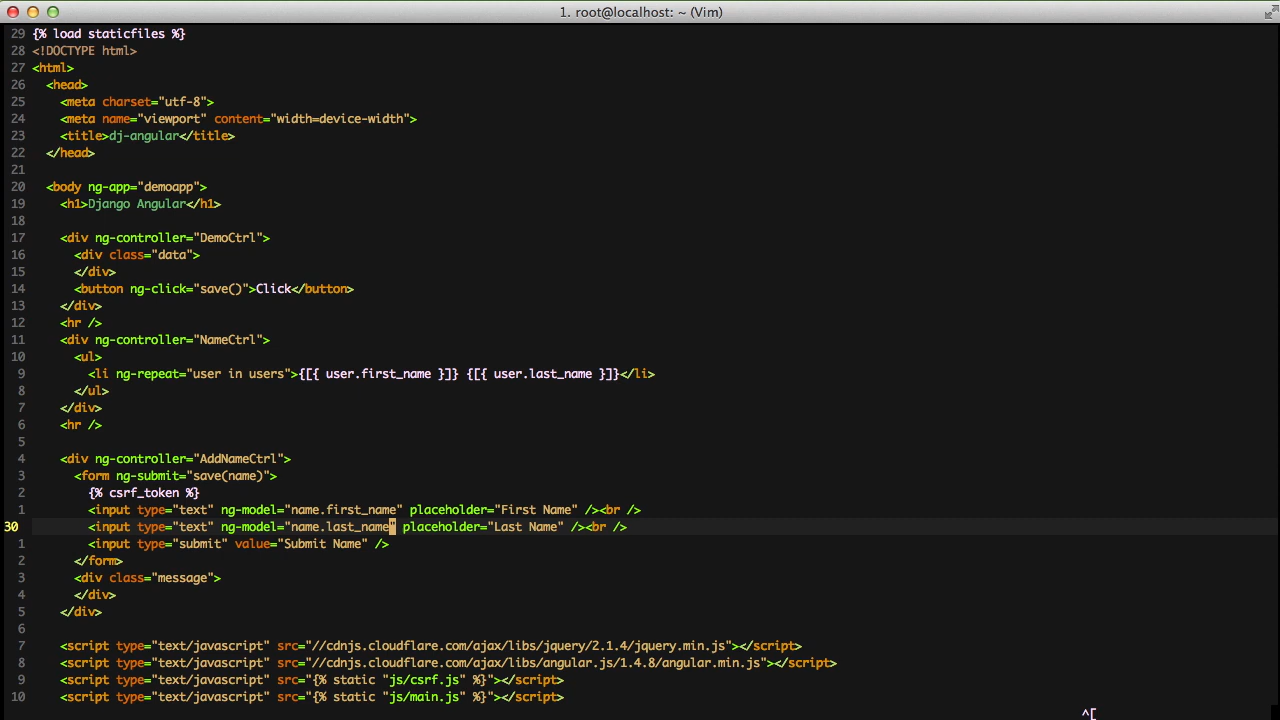 1. root@localhost: ~ (Vim)
29 {% load staticfiles %}
28 <!DOCTYPE html>
27 <html>
26   <head>
25     <meta charset="utf-8">
24     <meta name="viewport" content="width=device-width">
23     <title>dj-angular</title>
22   </head>
21
20   <body ng-app="demoapp">
19     <h1>Django Angular</h1>
18
17     <div ng-controller="DemoCtrl">
16       <div class="data">
15       </div>
14       <button ng-click="save()">Click</button>
13     </div>
12     <hr />
11     <div ng-controller="NameCtrl">
10       <ul>
9         <li ng-repeat="user in users">{[{ user.first_name }]} {[{ user.last_name }]}</li>
8       </ul>
7     </div>
6     <hr />
5
4     <div ng-controller="AddNameCtrl">
3       <form ng-submit="save(name)">
2         {% csrf_token %}
1         <input type="text" ng-model="name.first_name" placeholder="First Name" /><br />
30         <input type="text" ng-model="name.last_name" placeholder="Last Name" /><br />
1         <input type="submit" value="Submit Name" />
2       </form>
3       <div class="message">
4       </div>
5     </div>
6
7     <script type="text/javascript" src="//cdnjs.cloudflare.com/ajax/libs/jquery/2.1.4/jquery.min.js"></script>
8     <script type="text/javascript" src="//cdnjs.cloudflare.com/ajax/libs/angular.js/1.4.8/angular.min.js"></script>
9     <script type="text/javascript" src="{% static "js/csrf.js" %}"></script>
10     <script type="text/javascript" src="{% static "js/main.js" %}"></script>
^[